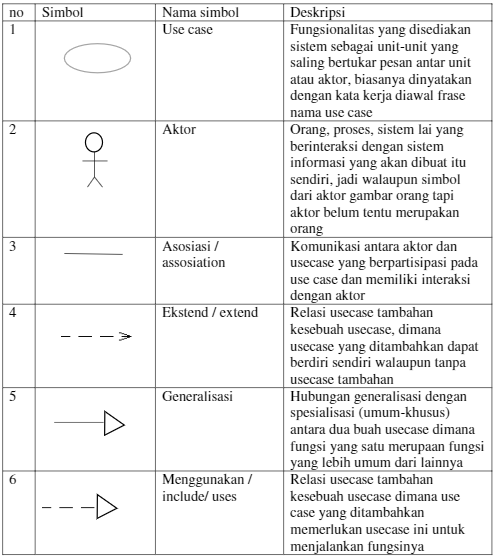 no Simbol Nama simbol Deskripsi
1 Use case Fungsionalitas yang disediakan
sistem sebagai unit-unit yang
saling bertukar pesan antar unit
atau aktor, biasanya dinyatakan
dengan kata kerja diawal frase
nama use case
2 Aktor Orang, proses, sistem lai yang
berinteraksi dengan sistem
informasi yang akan dibuat itu
sendiri, jadi walaupun simbol
dari aktor gambar orang tapi
aktor belum tentu merupakan
orang
3 Asosiasi / Komunikasi antara aktor dan
assosiation usecase yang berpartisipasi pada
use case dan memiliki interaksi
dengan aktor
4 Ekstend / extend Relasi usecase tambahan
kesebuah usecase, dimana
usecase yang ditambahkan dapat
berdiri sendiri walaupun tanpa
usecase tambahan
5 Generalisasi Hubungan generalisasi dengan
spesialisasi (umum-khusus)
antara dua buah usecase dimana
fungsi yang satu merupaan fungsi
yang lebih umum dari lainnya
6 Menggunakan / Relasi usecase tambahan
include/ uses kesebuah usecase dimana use
case yang ditambahkan
memerlukan usecase ini untuk
menjalankan fungsinya